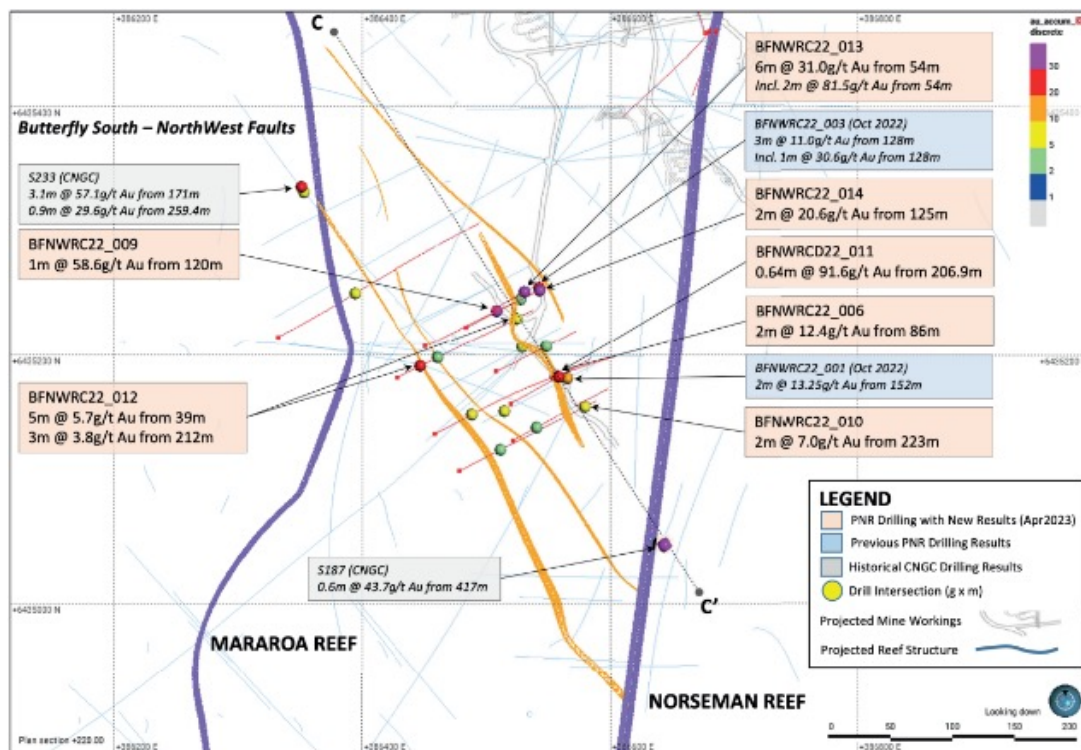 +386200 E
+386400 E
+386600 E
+386800 E
au_accum_
discrete
30
20
10
5
2
1
C
BFNWRC22_013
6m @ 31.0g/t Au from 54m
Incl. 2m @ 81.5g/t Au from 54m
+6425400 N
Butterfly South – NorthWest Faults
BFNWRC22_003 (Oct 2022)
3m @ 11.0g/t Au from 128m
Incl. 1m @ 30.6g/t Au from 128m
S233 (CNGC)
3.1m @ 57.1g/t Au from 171m
0.9m @ 29.6g/t Au from 259.4m
BFNWRC22_014
2m @ 20.6g/t Au from 125m
BFNWRC22_009
1m @ 58.6g/t Au from 120m
BFNWRCD22_011
0.64m @ 91.6g/t Au from 206.9m
BFNWRC22_006
2m @ 12.4g/t Au from 86m
+6425200 N
BFNWRC22_001 (Oct 2022)
2m @ 13.25g/t Au from 152m
BFNWRC22_012
5m @ 5.7g/t Au from 39m
3m @ 3.8g/t Au from 212m
BFNWRC22_010
2m @ 7.0g/t Au from 223m
LEGEND
PNR Drilling with New Results (Apr2023)
Previous PNR Drilling Results
Historical CNGC Drilling Results
Drill Intersection (g x m)
Projected Mine Workings
Projected Reef Structure
S187 (CNGC)
0.6m @ 43.7g/t Au from 417m
+6425000 N
C'
MARAROA REEF
NORSEMAN REEF
Looking down
0 50 100 150 200
Plan section +220.00
+386200 E
+386400 E
+386600 E
+386800 E